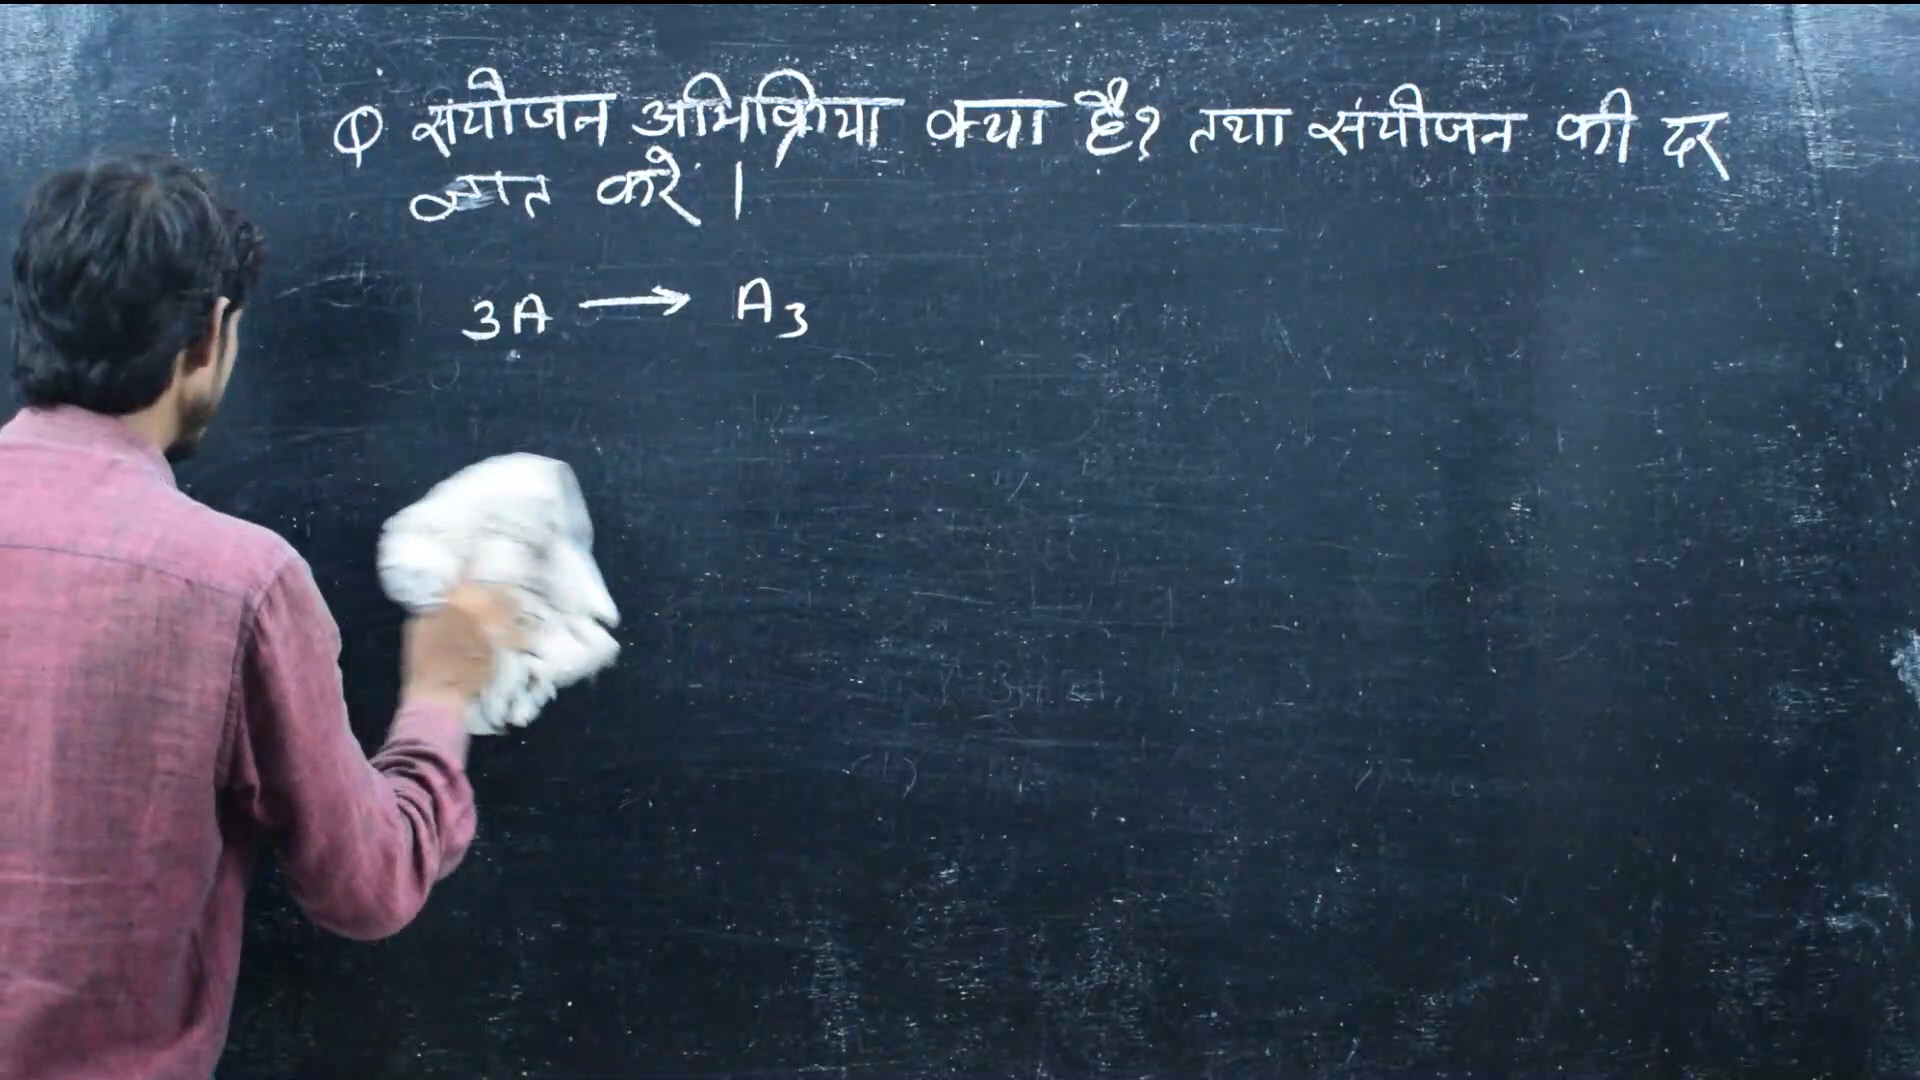 Q संयोजन अभिक्रिया क्या है? तथा संयोजन की दर
ज्ञात करें।
3A → A₃